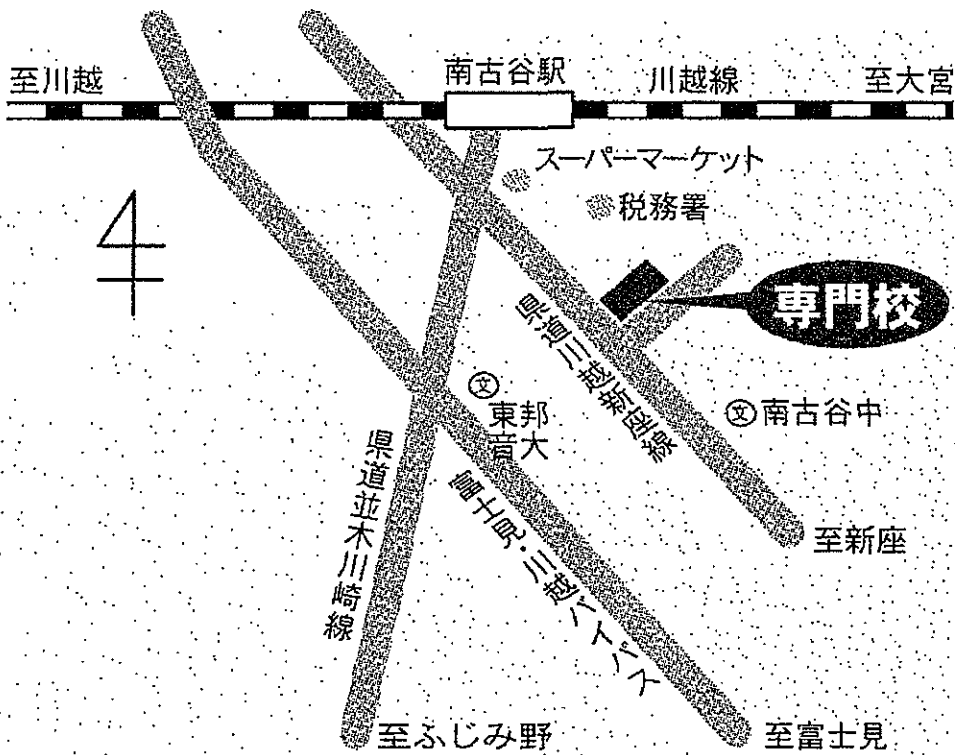 南古谷駅
至川越
川越線
至大宮
スーパーマーケット
税務署
専門校
県道川越新座線
文
東邦
音大
文南古谷中
県道並木川崎線
富士見・川越バイパス
至新座
至ふじみ野
至富士見